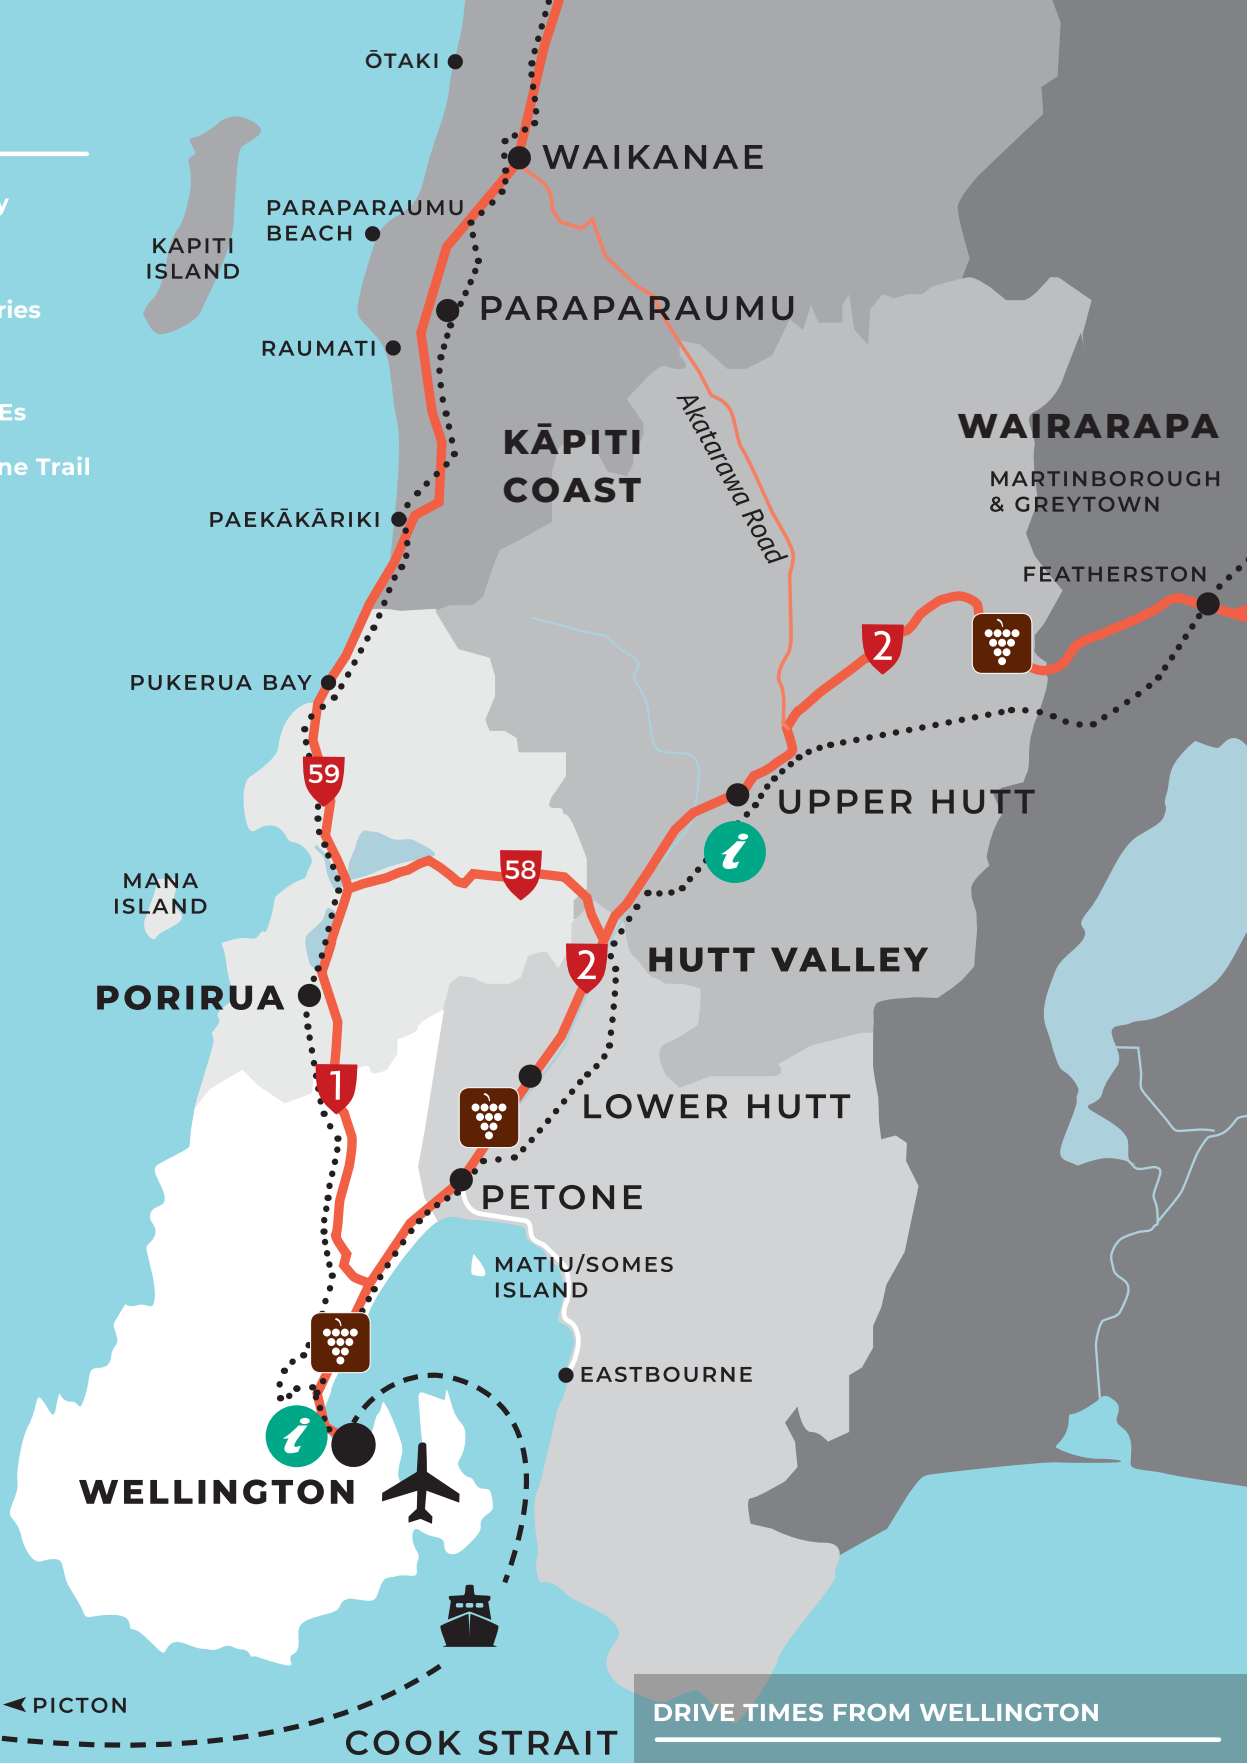 ŌTAKI
WAIKANAE
y
PARAPARAUMU
BEACH
KAPITI
ISLAND
ries
PARAPARAUMU
RAUMATI
Es
Akatarawa Road
WAIRARAPA
KĀPITI
COAST
ne Trail
MARTINBOROUGH
& GREYTOWN
PAEKĀKĀRIKI
FEATHERSTON
2
PUKERUA BAY
59
UPPER HUTT
i
58
MANA
ISLAND
2
HUTT VALLEY
PORIRUA
1
LOWER HUTT
PETONE
MATIU/SOMES
ISLAND
EASTBOURNE
i
WELLINGTON
PICTON
DRIVE TIMES FROM WELLINGTON
COOK STRAIT